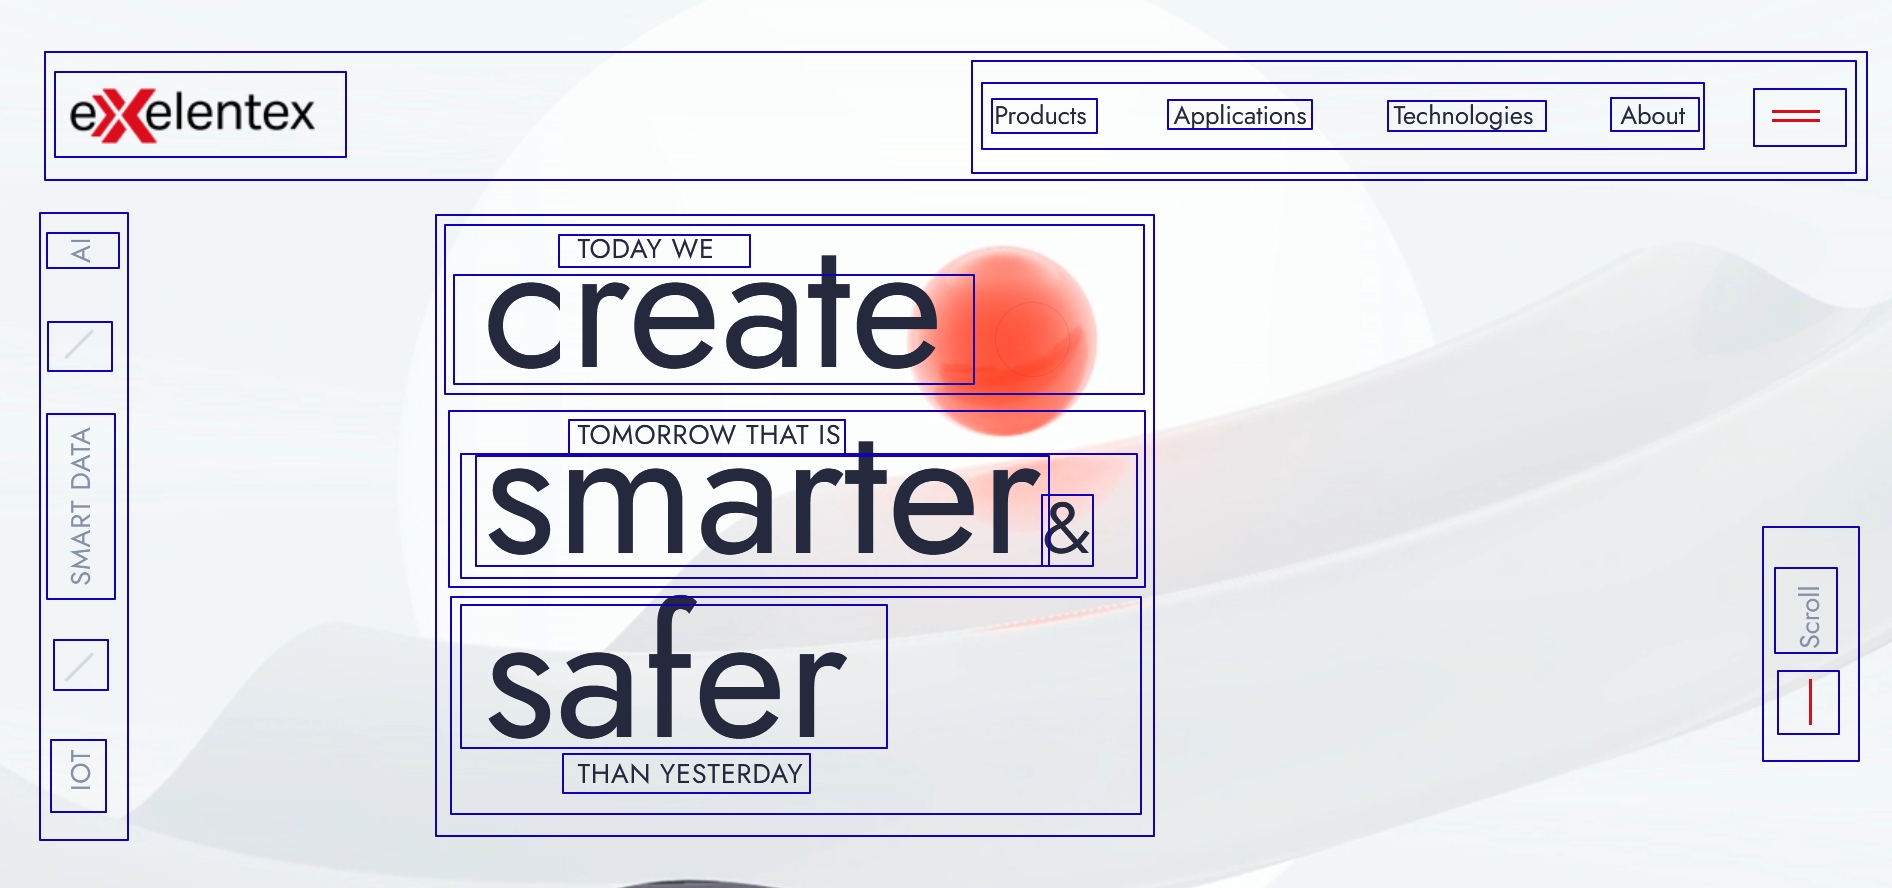 eXelentex
Products Applications Technologies About
AI
SMART DATA
IOT
TODAY WE
create
TOMORROW THAT IS
smarter &
safer
THAN YESTERDAY
Scroll